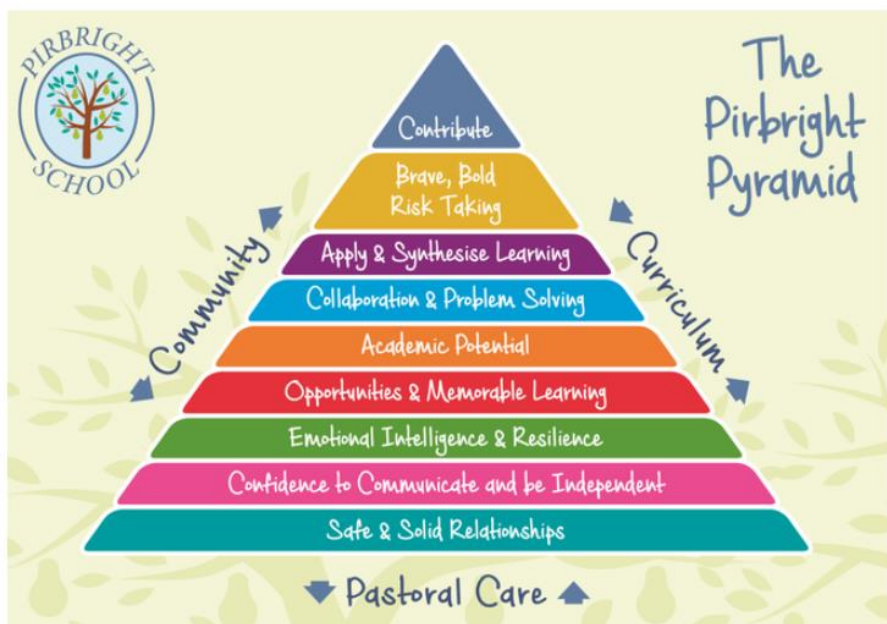 PIRBRIGHT
SCHOOL
The
Pirbright
Pyramid
Contribute
Brave, Bold
Risk Taking
Apply & Synthesise Learning
Collaboration & Problem Solving
Academic Potential
Opportunities & Memorable Learning
Emotional Intelligence & Resilience
Confidence to Communicate and be Independent
Safe & Solid Relationships
Community
Curriculum
Pastoral Care